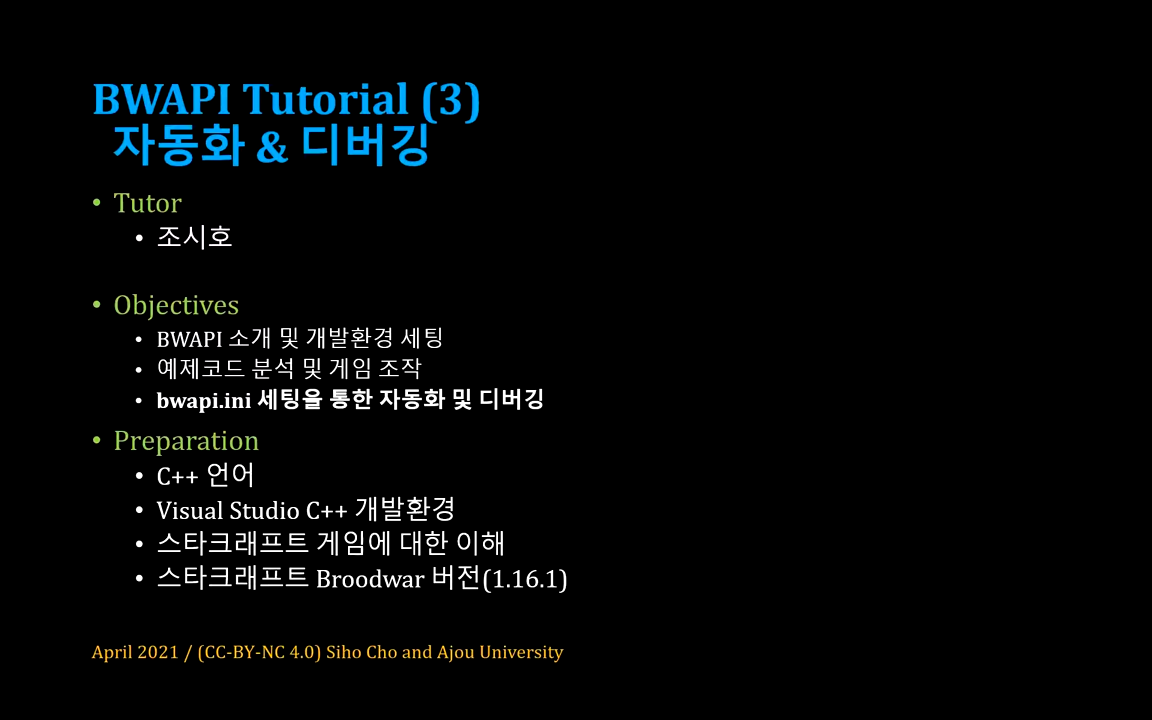 BWAPI Tutorial (3)
자동화 & 디버깅
• Tutor
• 조시호
• Objectives
• BWAPI 소개 및 개발환경 세팅
• 예제코드 분석 및 게임 조작
• bwapi.ini 세팅을 통한 자동화 및 디버깅
• Preparation
• C++ 언어
• Visual Studio C++ 개발환경
• 스타크래프트 게임에 대한 이해
• 스타크래프트 Broodwar 버전(1.16.1)
April 2021 / (CC-BY-NC 4.0) Siho Cho and Ajou University